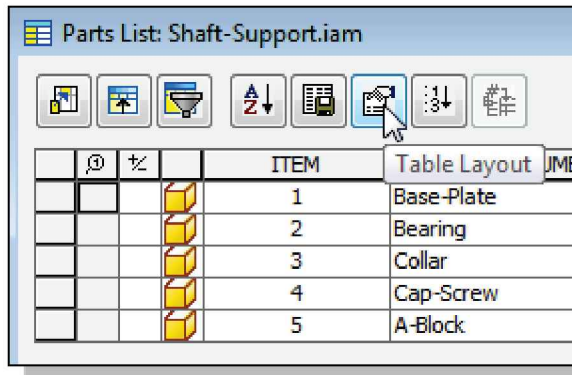 Parts List: Shaft-Support.iam
ITEM
Table Layout
1 Base-Plate
2 Bearing
3 Collar
4 Cap-Screw
5 A-Block